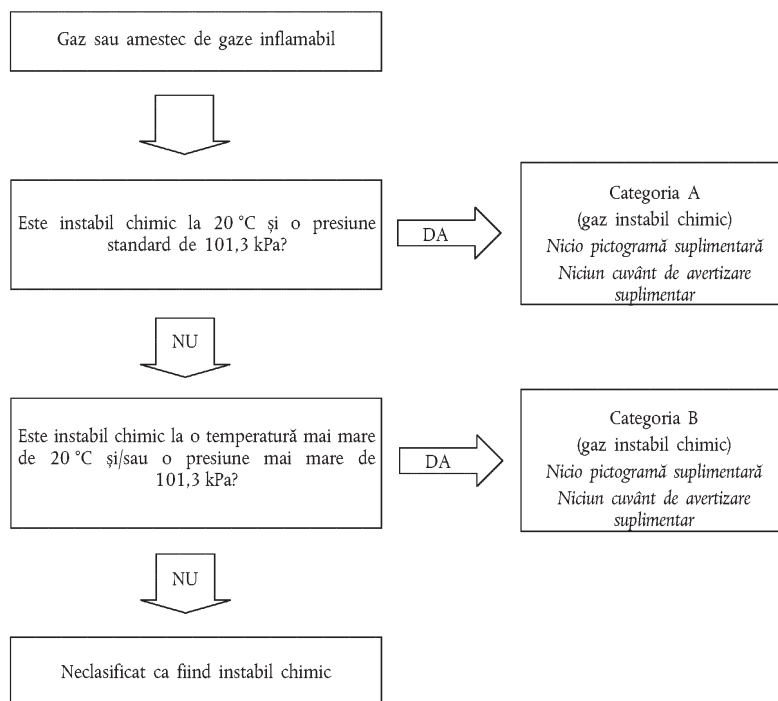 Gaz sau amestec de gaze inflamabil
Este instabil chimic la 20 °C și o presiune
standard de 101,3 kPa?
DA
Categoria A
(gaz instabil chimic)
Nicio pictogramă suplimentară
Niciun cuvânt de avertizare
suplimentar
NU
Este instabil chimic la o temperatură mai mare
de 20 °C și/sau o presiune mai mare de
101,3 kPa?
DA
Categoria B
(gaz instabil chimic)
Nicio pictogramă suplimentară
Niciun cuvânt de avertizare
suplimentar
NU
Neclasificat ca fiind instabil chimic